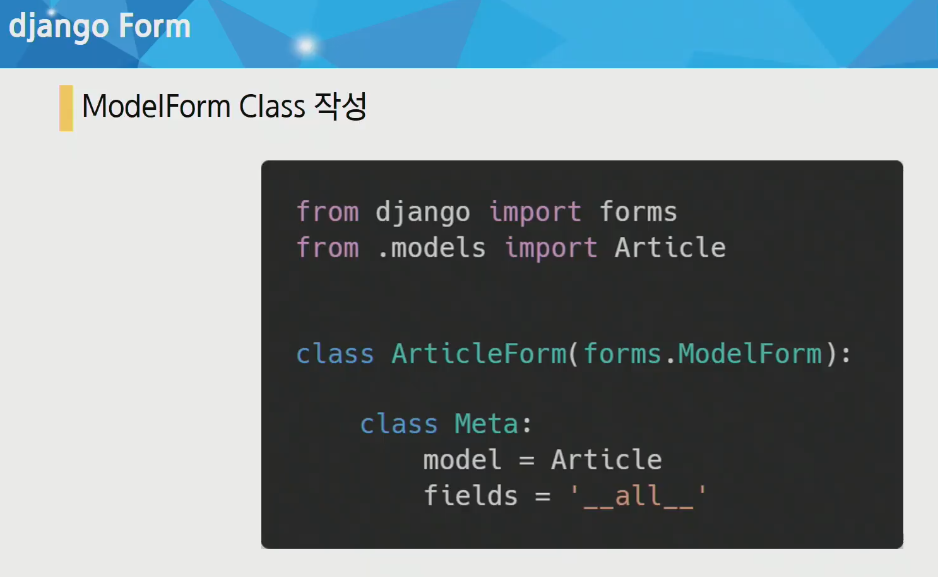 django Form
ModelForm Class 작성
from django import forms
from .models import Article
class ArticleForm(forms.ModelForm):
class Meta:
model = Article
fields = '__all__'